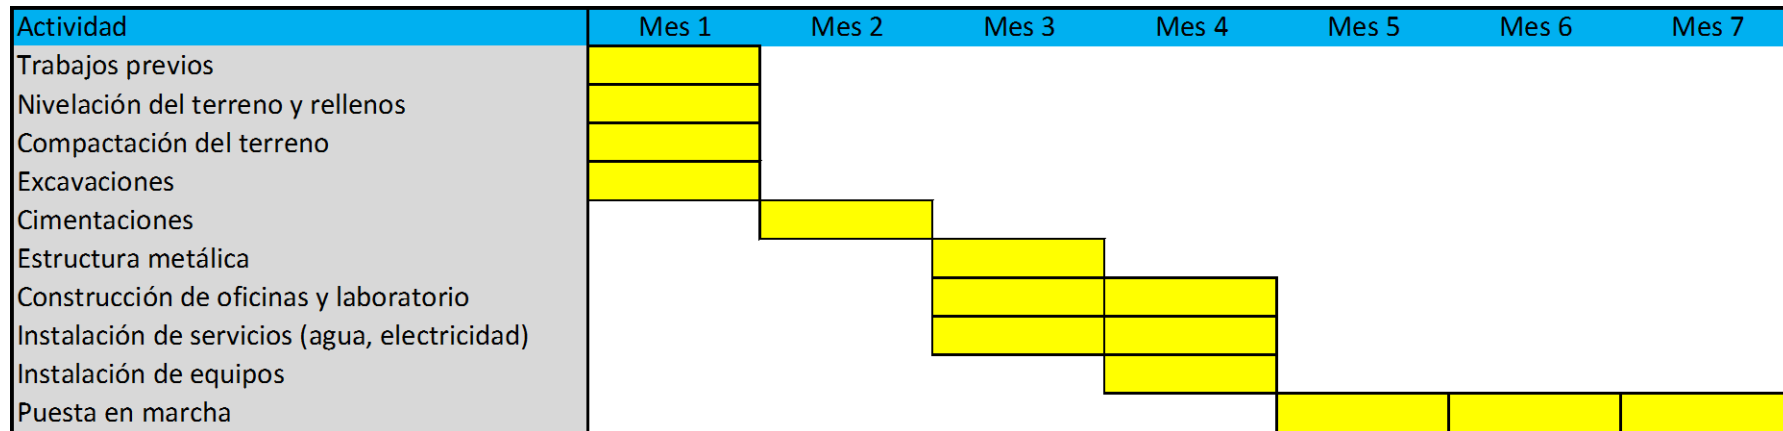 Actividad Mes 1 Mes 2 Mes 3 Mes 4 Mes 5 Mes 6 Mes 7
Trabajos previos
Nivelación del terreno y rellenos
Compactación del terreno
Excavaciones
Cimentaciones
Estructura metálica
Construcción de oficinas y laboratorio
Instalación de servicios (agua, electricidad)
Instalación de equipos
Puesta en marcha